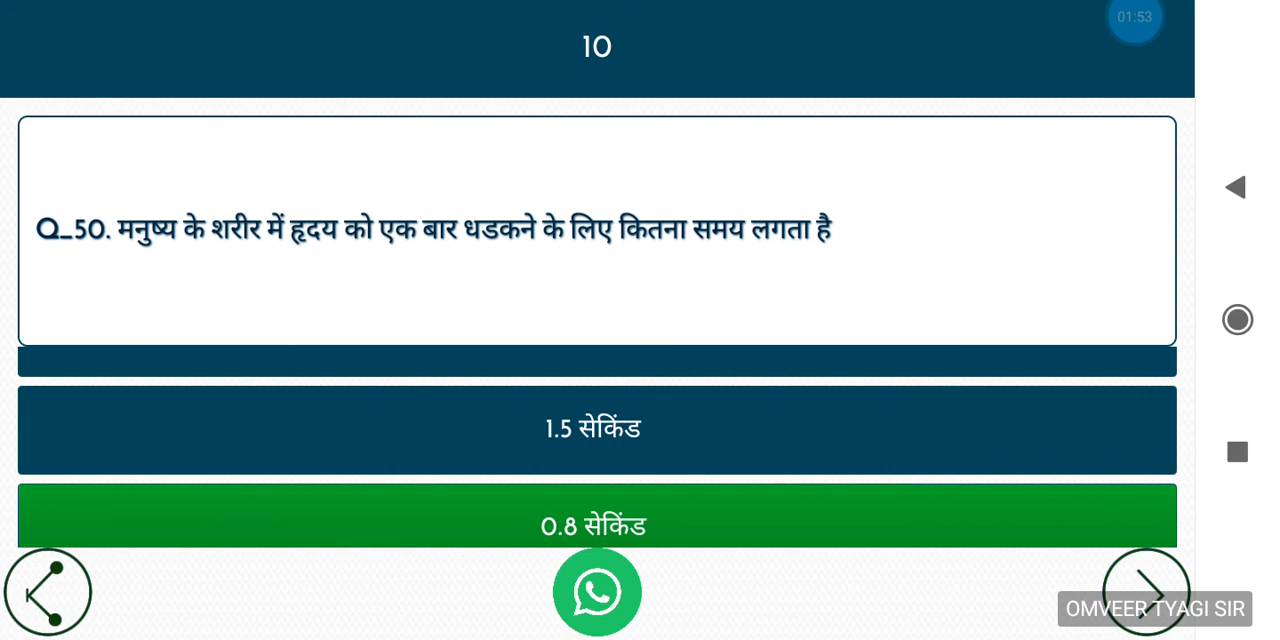 01:53
10
Q_50. मनुष्य के शरीर में हृदय को एक बार धडकने के लिए कितना समय लगता है
1.5 सेकिंड
0.8 सेकिंड
OMVEER TYAGI SIR